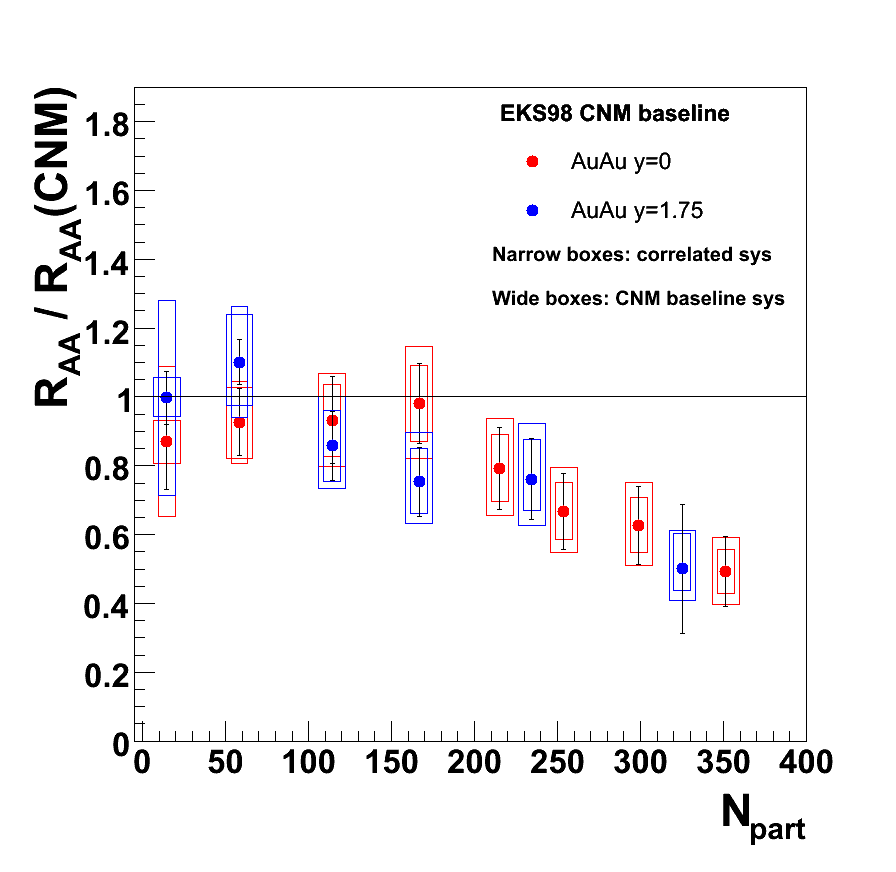 EKS98 CNM baseline
AuAu y=0
AuAu y=1.75
Narrow boxes: correlated sys
Wide boxes: CNM baseline sys
R_AA / R_AA(CNM)
1.8
1.6
1.4
1.2
1
0.8
0.6
0.4
0.2
0
0 50 100 150 200 250 300 350 400
N_part